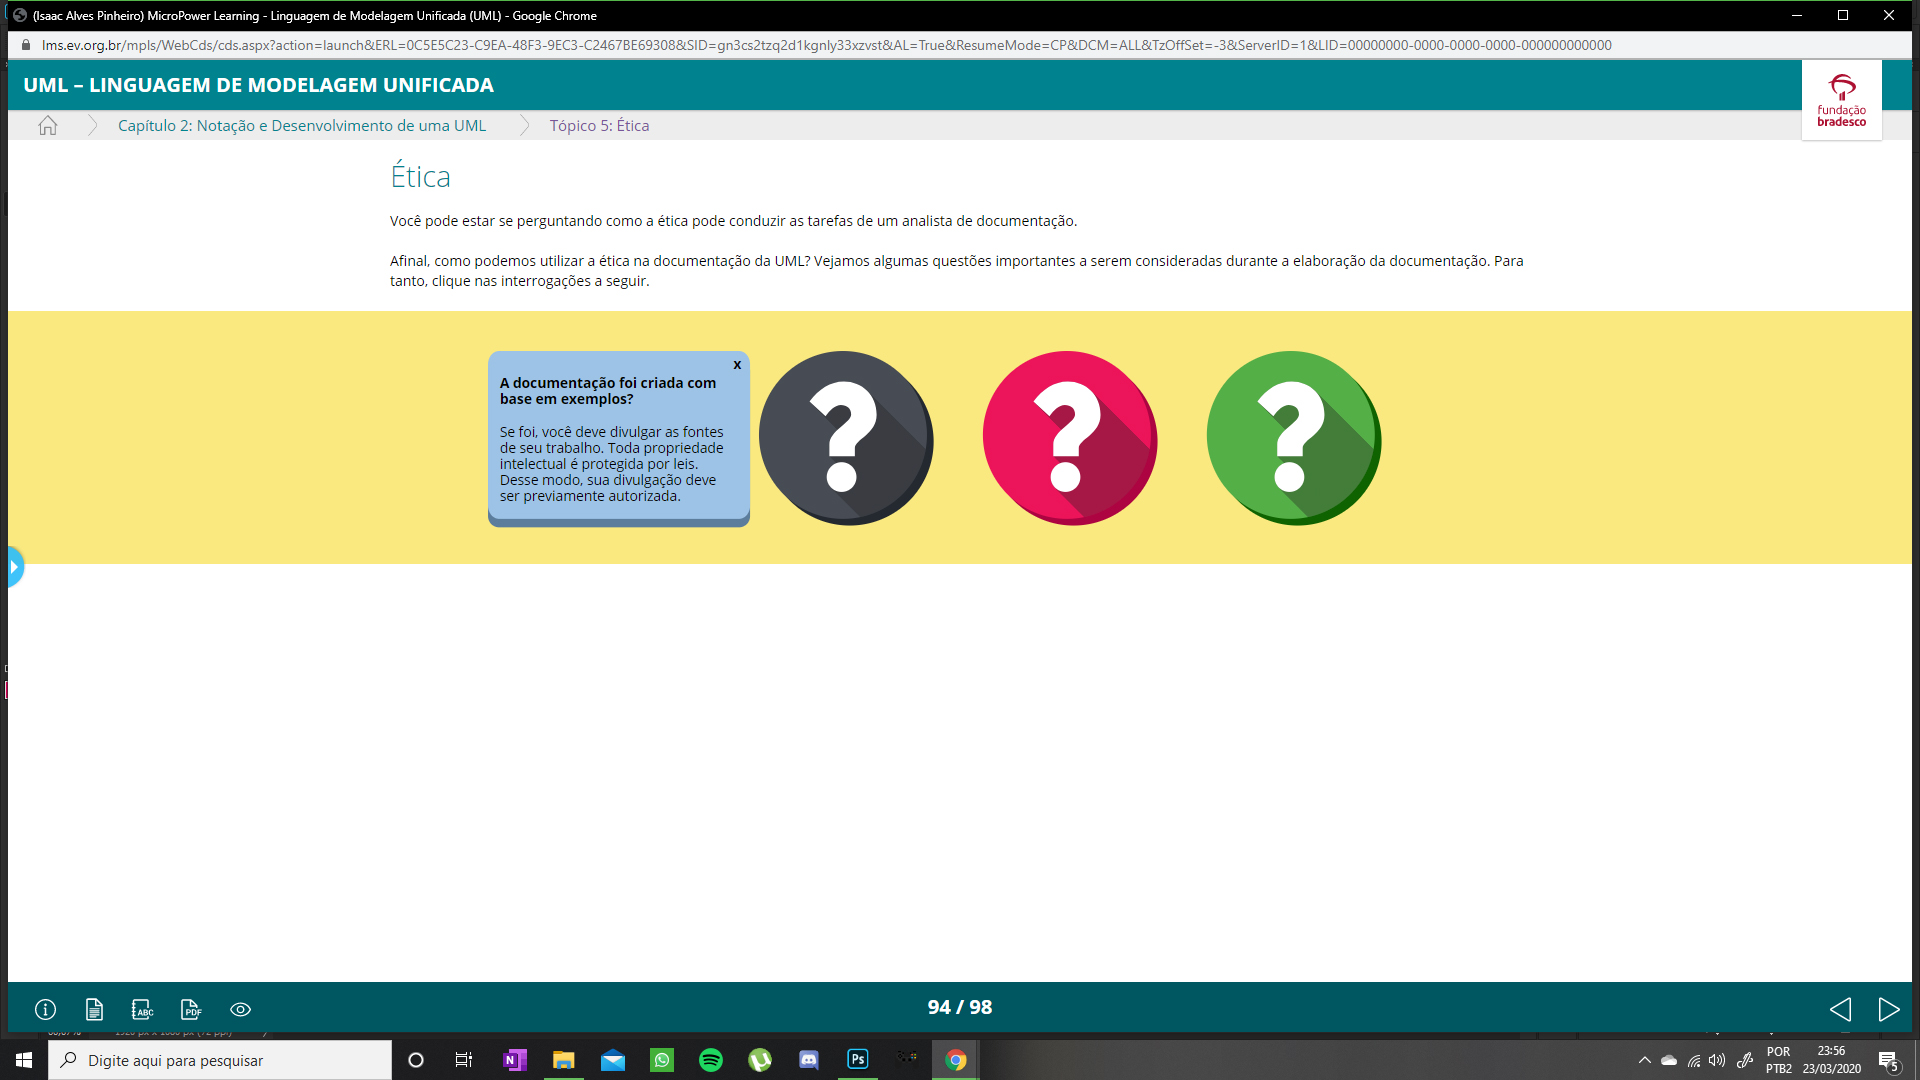 (Isaac Alves Pinheiro) MicroPower Learning - Linguagem de Modelagem Unificada (UML) - Google Chrome
lms.ev.org.br/mpls/WebCds/cds.aspx?action=launch&ERL=0C5E5C23-C9EA-48F3-9EC3-C2467BE69308&SID=gn3cs2tzq2d1kgnly33xzvst&AL=True&ResumeMode=CP&DCM=ALL&TzOffSet=-3&ServerID=1&LID=00000000-0000-0000-0000-000000000000
UML – LINGUAGEM DE MODELAGEM UNIFICADA
fundação
bradesco
Capítulo 2: Notação e Desenvolvimento de uma UML
Tópico 5: Ética
Ética
Você pode estar se perguntando como a ética pode conduzir as tarefas de um analista de documentação.
Afinal, como podemos utilizar a ética na documentação da UML? Vejamos algumas questões importantes a serem consideradas durante a elaboração da documentação. Para
tanto, clique nas interrogações a seguir.
x
A documentação foi criada com
base em exemplos?
Se foi, você deve divulgar as fontes
de seu trabalho. Toda propriedade
intelectual é protegida por leis.
Desse modo, sua divulgação deve
ser previamente autorizada.
? ? ?
ABC
PDF
94 / 98
Digite aqui para pesquisar
N
Ps
POR
PTB2
23:56
23/03/2020
5